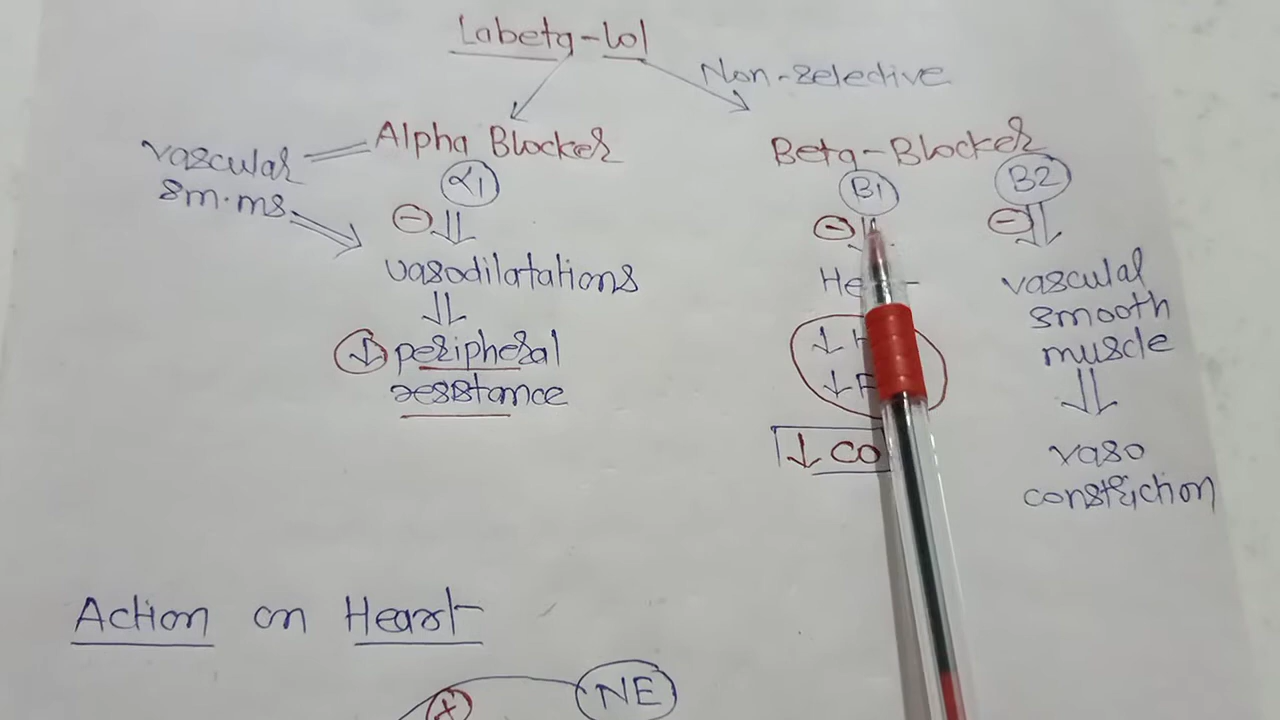 Labeta-lol
Non-selective
Alpha Blocker
α1
vascular
sm.ms
⊖ ⇓
vasodilatations
⇓
↓ peripheral
resistance
Beta-Blocker
B1
B2
⊖
⊖ ⇓
↓
↓
↓ CO
vascular
smooth
muscle
⇓
vaso
constriction
Action on Heart
+
NE